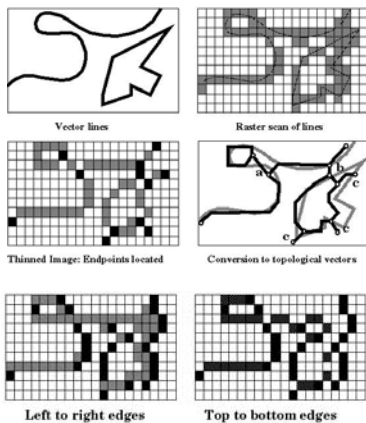 Vector lines
Raster scan of lines
a
b
c
c
c
Thinned Image: Endpoints located
Conversion to topological vectors
Left to right edges
Top to bottom edges